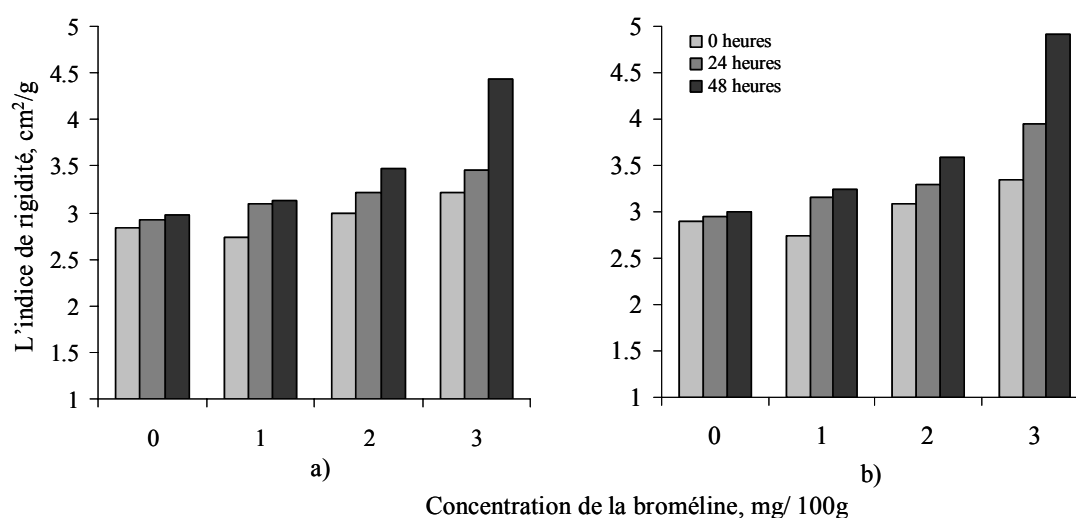 L'indice de rigidité, cm²/g
5
4.5
4
3.5
3
2.5
2
1.5
1
0 1 2 3
a)
5
4.5
4
3.5
3
2.5
2
1.5
1
0 heures
24 heures
48 heures
0 1 2 3
b)
Concentration de la broméline, mg/ 100g